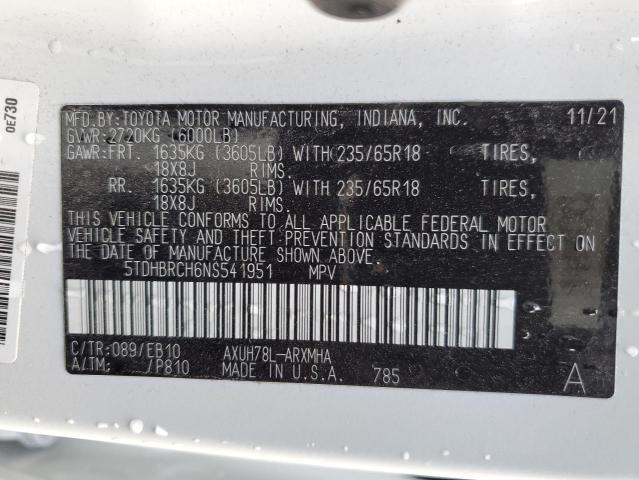 MFD.BY:TOYOTA MOTOR MANUFACTURING, INDIANA, INC. 11/21
GVWR:2720KG (6000LB)
GAWR:FRT. 1635KG (3605LB) WITH 235/65R18 TIRES,
18X8J RIMS.
RR. 1635KG (3605LB) WITH 235/65R18 TIRES,
18X8J RIMS.
THIS VEHICLE CONFORMS TO ALL APPLICABLE FEDERAL MOTOR
VEHICLE SAFETY AND THEFT PREVENTION STANDARDS IN EFFECT ON
THE DATE OF MANUFACTURE SHOWN ABOVE.
5TDHBRCH6NS541951 MPV
C/TR:089/EB10 AXUH78L-ARXMHA
A/TM: /P810 MADE IN U.S.A. 785 A
0E730